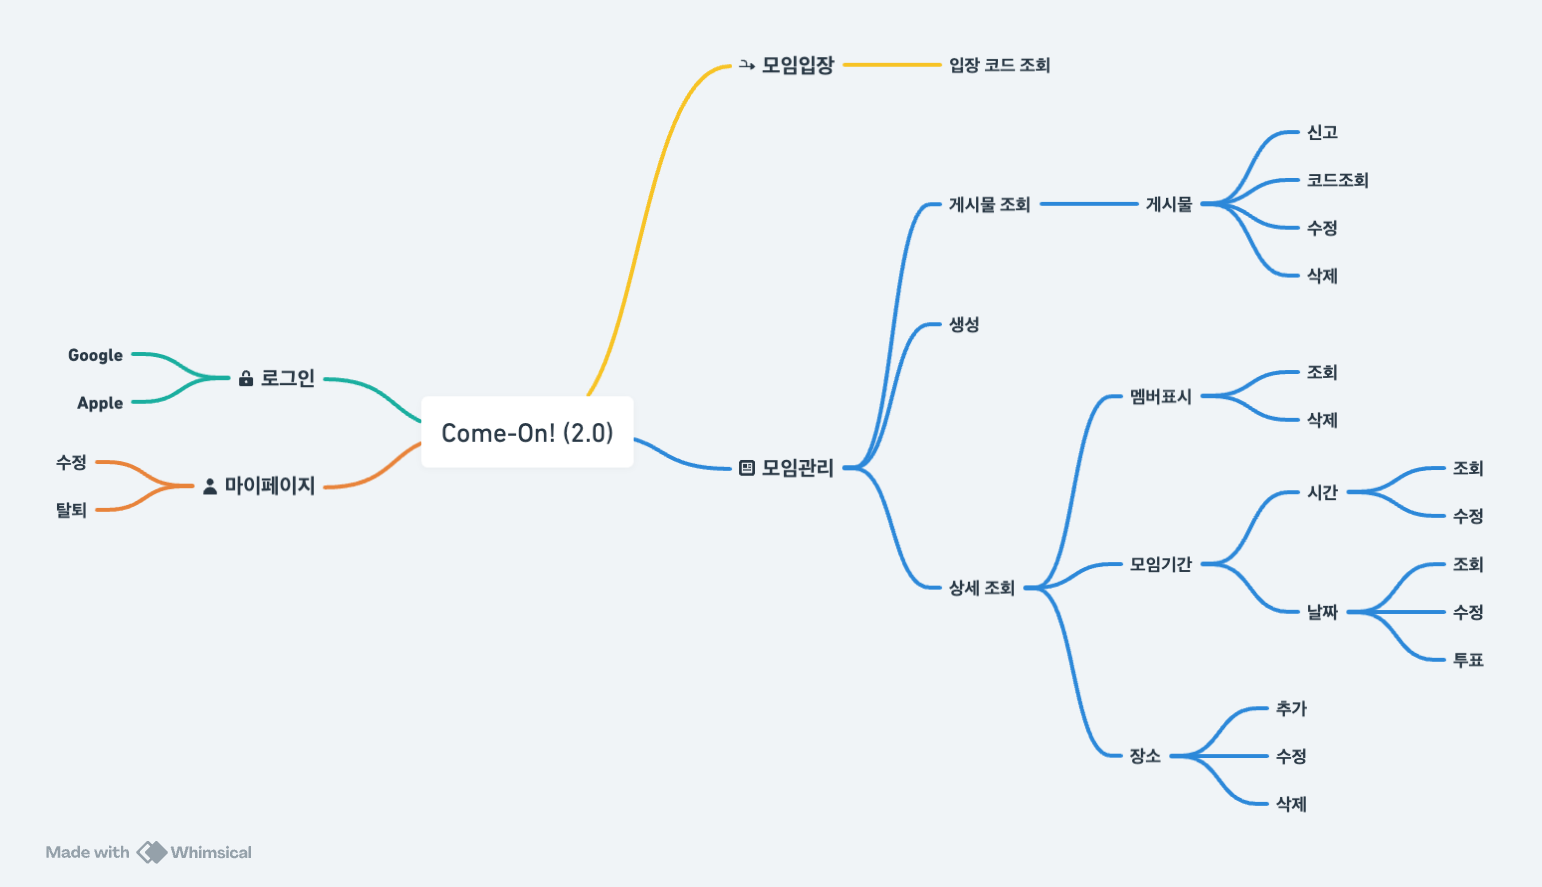 모임입장
입장 코드 조회
신고
코드조회
게시물 조회
게시물
수정
삭제
생성
Google
로그인
Apple
Come-On! (2.0)
수정
마이페이지
탈퇴
모임관리
멤버표시
조회
삭제
시간
조회
수정
모임기간
날짜
조회
수정
투표
상세 조회
장소
추가
수정
삭제
Made with Whimsical